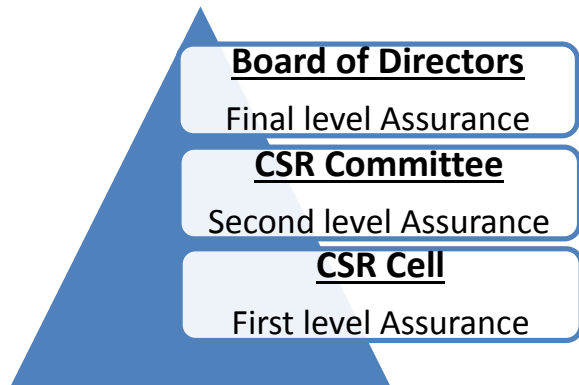 Board of Directors
Final level Assurance
CSR Committee
Second level Assurance
CSR Cell
First level Assurance